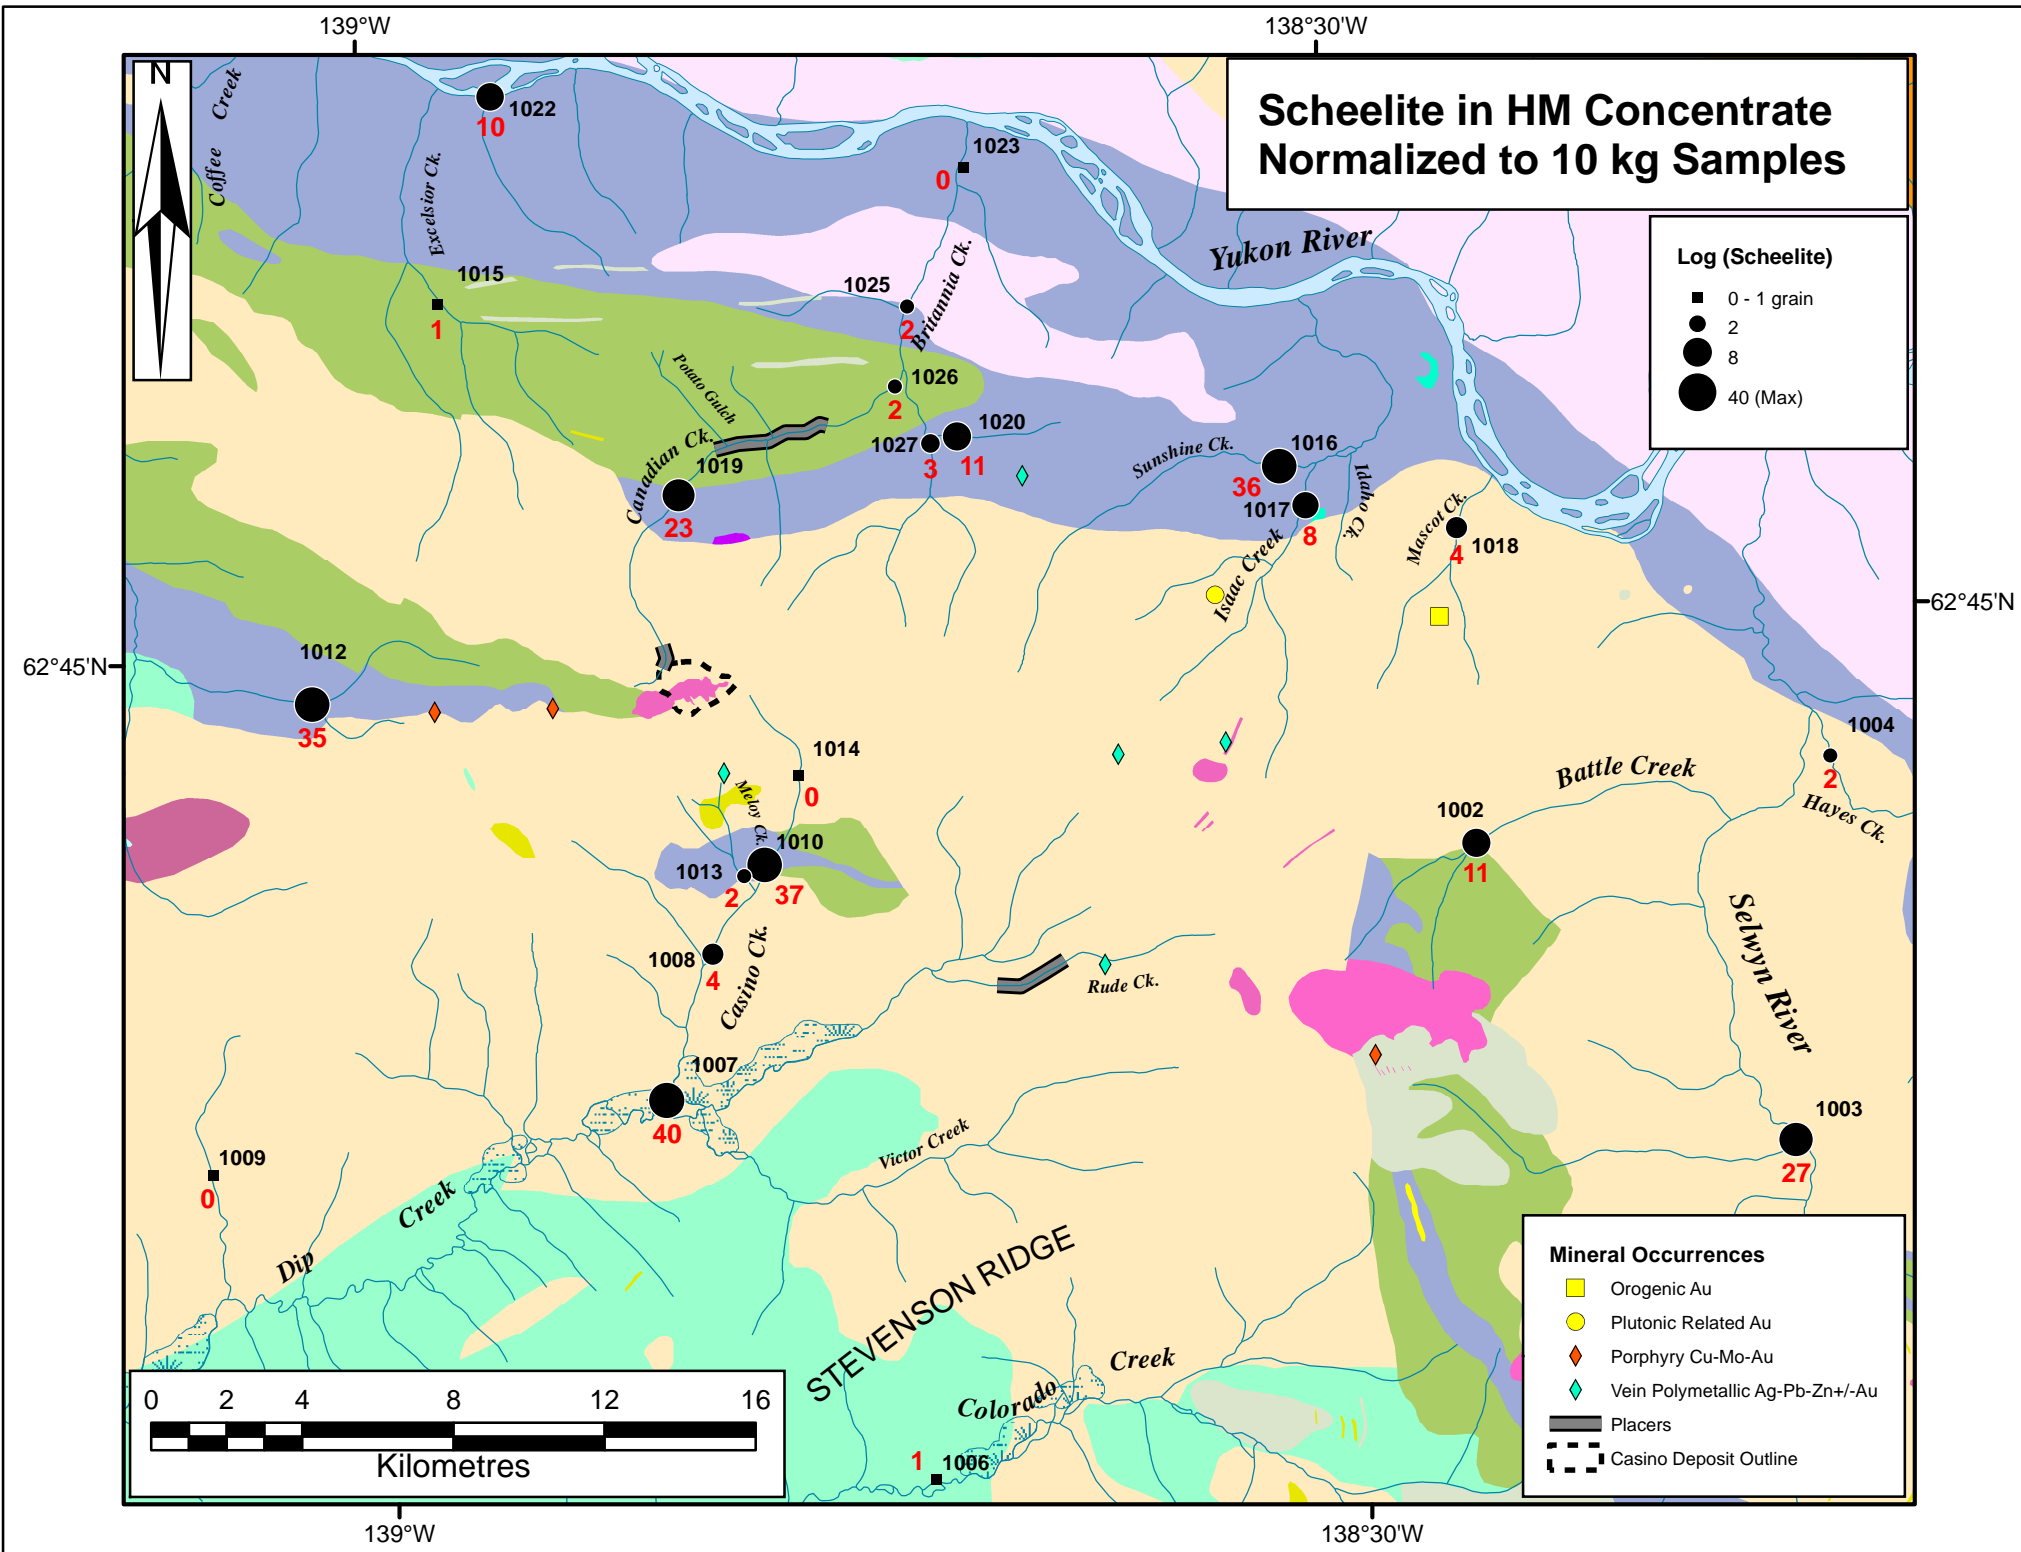 139°W
138°30'W
N
Scheelite in HM Concentrate
Normalized to 10 kg Samples
Coffee Creek
1022
10
Excelsior Ck.
1023
0
Yukon River
Log (Scheelite)
0 - 1 grain
2
8
40 (Max)
1015
1
1025
2
Britannia Ck.
Potato Gulch
1026
2
Canadian Ck.
1019
23
1027
3
1020
11
Sunshine Ck.
1016
36
1017
8
Idaho Ck.
Isaac Creek
Mascot Ck.
1018
4
62°45'N
62°45'N
1012
35
1014
0
Meloy Ck.
1010
37
1013
2
1008
4
Casino Ck.
1004
2
Hayes Ck.
Battle Creek
1002
11
Selwyn River
Rude Ck.
1007
40
1003
27
1009
0
Victor Creek
Dip Creek
STEVENSON RIDGE
Colorado Creek
1
1006
Mineral Occurrences
Orogenic Au
Plutonic Related Au
Porphyry Cu-Mo-Au
Vein Polymetallic Ag-Pb-Zn+/-Au
Placers
Casino Deposit Outline
0 2 4 8 12 16
Kilometres
139°W
138°30'W